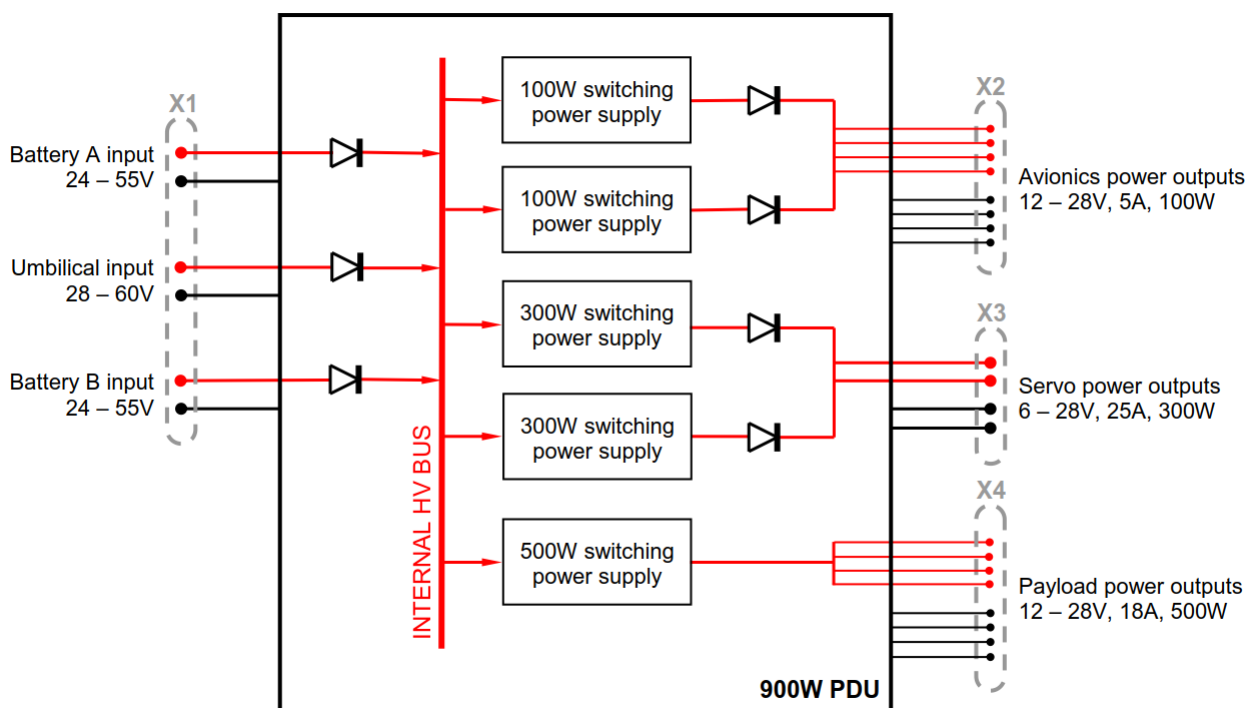 X1
Battery A input
24 – 55V
Umbilical input
28 – 60V
Battery B input
24 – 55V
INTERNAL HV BUS
100W switching
power supply
100W switching
power supply
300W switching
power supply
300W switching
power supply
500W switching
power supply
900W PDU
X2
Avionics power outputs
12 – 28V, 5A, 100W
X3
Servo power outputs
6 – 28V, 25A, 300W
X4
Payload power outputs
12 – 28V, 18A, 500W